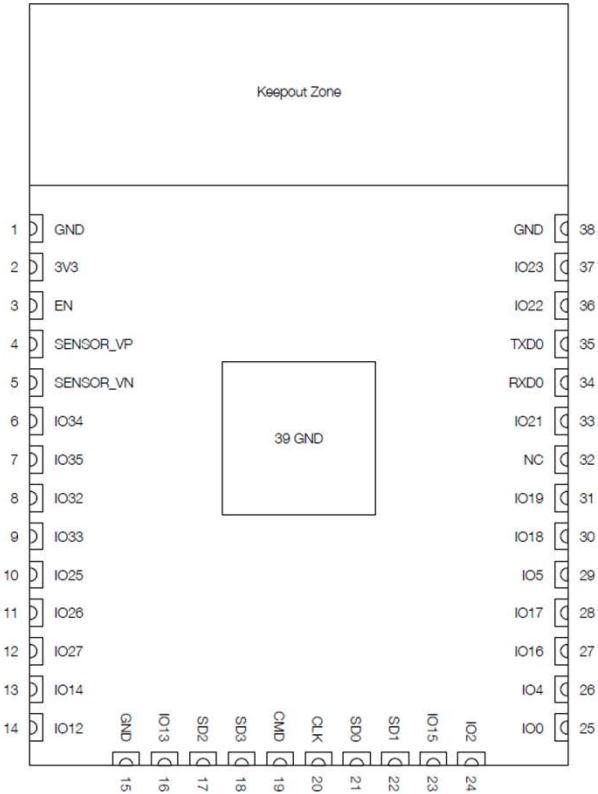 Keepout Zone
1 GND
2 3V3
3 EN
4 SENSOR_VP
5 SENSOR_VN
6 IO34
7 IO35
8 IO32
9 IO33
10 IO25
11 IO26
12 IO27
13 IO14
14 IO12
39 GND
GND 38
IO23 37
IO22 36
TXD0 35
RXD0 34
IO21 33
NC 32
IO19 31
IO18 30
IO5 29
IO17 28
IO16 27
IO4 26
IO0 25
GND 15
IO13 16
SD2 17
SD3 18
CMD 19
CLK 20
SD0 21
SD1 22
IO15 23
IO2 24